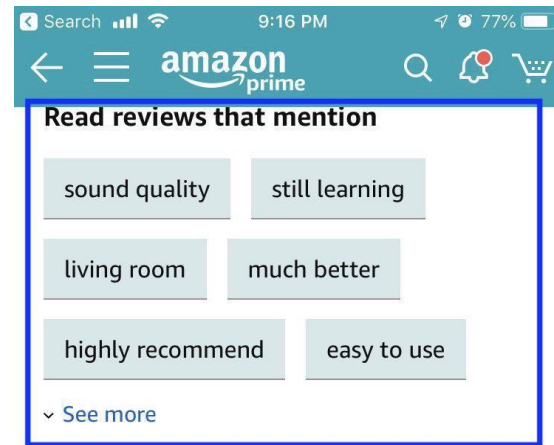 Search 9:16 PM 77%
amazon
prime
Read reviews that mention
sound quality still learning
living room much better
highly recommend easy to use
See more